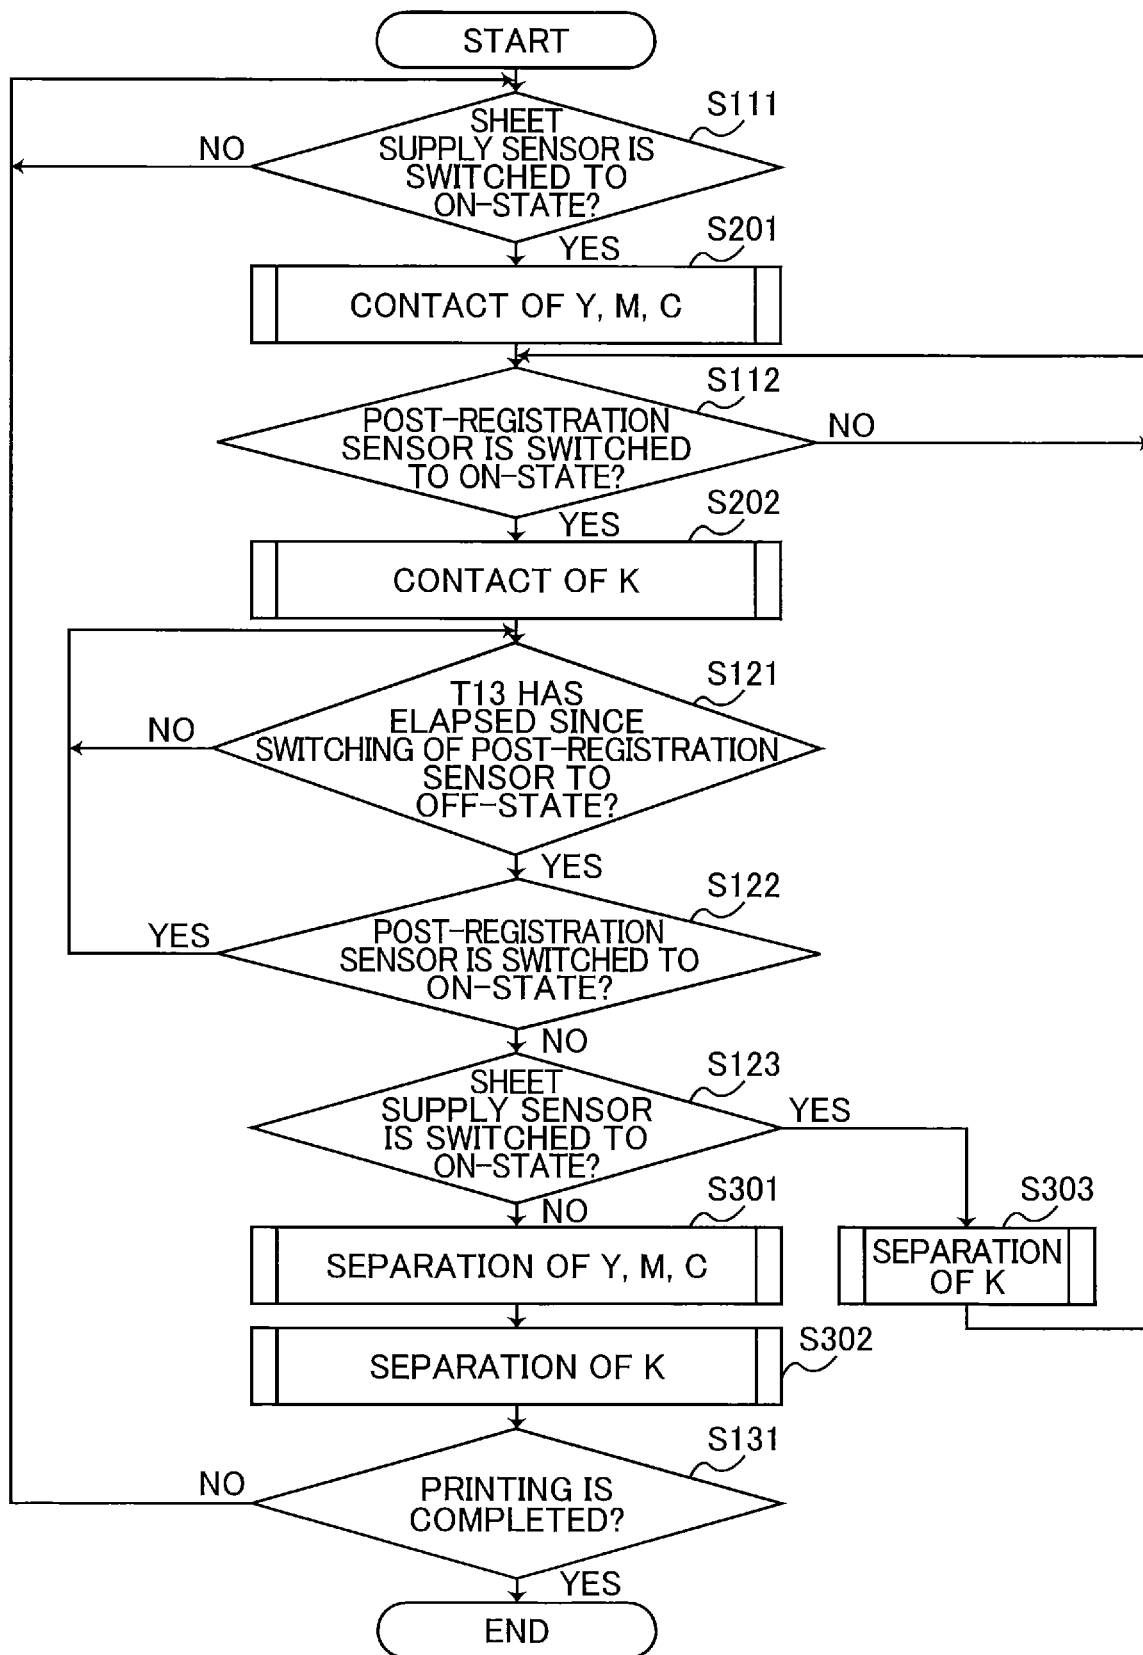 START
S111
SHEET
SUPPLY SENSOR IS
SWITCHED TO
ON-STATE?
NO
YES
S201
CONTACT OF Y, M, C
S112
POST-REGISTRATION
SENSOR IS SWITCHED
TO ON-STATE?
NO
YES
S202
CONTACT OF K
S121
T13 HAS
ELAPSED SINCE
SWITCHING OF POST-REGISTRATION
SENSOR TO
OFF-STATE?
NO
YES
S122
POST-REGISTRATION
SENSOR IS SWITCHED TO
ON-STATE?
YES
NO
S123
SHEET
SUPPLY SENSOR
IS SWITCHED TO
ON-STATE?
YES
NO
S301
SEPARATION OF Y, M, C
S303
SEPARATION
OF K
S302
SEPARATION OF K
S131
PRINTING IS
COMPLETED?
NO
YES
END